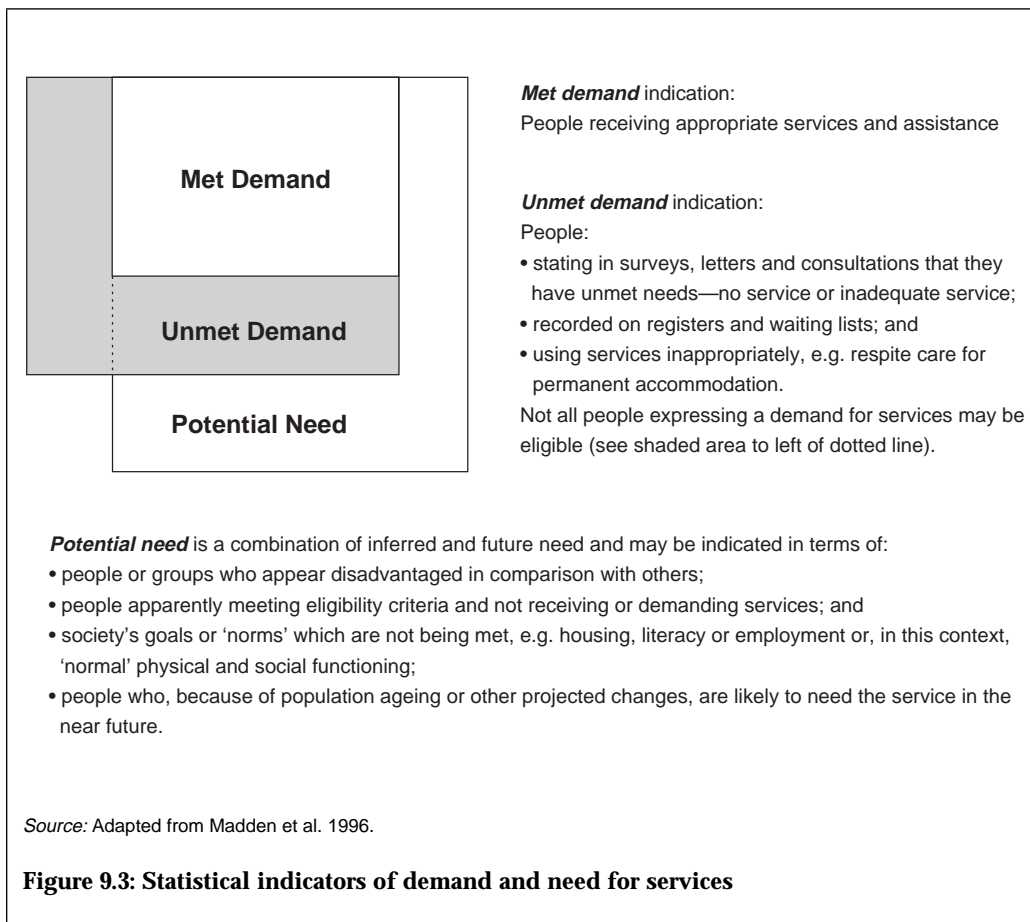 Met Demand
Unmet Demand
Potential Need
Met demand indication:
People receiving appropriate services and assistance
Unmet demand indication:
People:
• stating in surveys, letters and consultations that they
have unmet needs—no service or inadequate service;
• recorded on registers and waiting lists; and
• using services inappropriately, e.g. respite care for
permanent accommodation.
Not all people expressing a demand for services may be
eligible (see shaded area to left of dotted line).
Potential need is a combination of inferred and future need and may be indicated in terms of:
• people or groups who appear disadvantaged in comparison with others;
• people apparently meeting eligibility criteria and not receiving or demanding services; and
• society's goals or 'norms' which are not being met, e.g. housing, literacy or employment or, in this context,
'normal' physical and social functioning;
• people who, because of population ageing or other projected changes, are likely to need the service in the
near future.
Source: Adapted from Madden et al. 1996.
Figure 9.3: Statistical indicators of demand and need for services